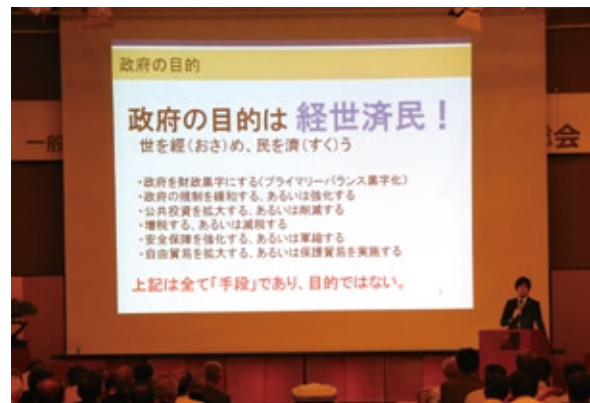 政府の目的
政府の目的は 経世済民！
世を經(おさ)め、民を濟(すく)う
・政府を財政黒字にする(プライマリーバランス黒字化)
・政府の規制を緩和する、あるいは強化する
・公共投資を拡大する、あるいは削減する
・増税する、あるいは減税する
・安全保障を強化する、あるいは軍縮する
・自由貿易を拡大する、あるいは保護貿易を実施する
上記は全て「手段」であり、目的ではない。
一般
総会